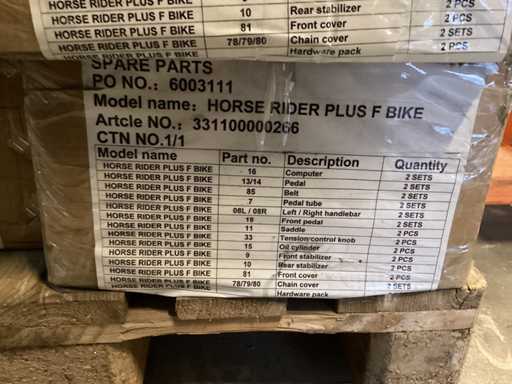 HORSE RIDER PLUS F BIKE Rear stabilizer 2 PCS
HORSE RIDER PLUS F BIKE 10 Front cover 2 PCS
HORSE RIDER PLUS F BIKE 81 Chain cover 2 SETS
78/79/80 Hardware pack 2 PCS
SPARE PARTS
PO NO.: 6003111
Model name: HORSE RIDER PLUS F BIKE
Artcle NO.: 331100000266
CTN NO.1/1
Model name Part no. Description Quantity
HORSE RIDER PLUS F BIKE 16 Computer 2 SETS
HORSE RIDER PLUS F BIKE 13/14 Pedal 2 SETS
HORSE RIDER PLUS F BIKE 85 Belt 2 SETS
HORSE RIDER PLUS F BIKE 7 Pedal tube 2 SETS
HORSE RIDER PLUS F BIKE 08L / 08R Left / Right handlebar 2 SETS
HORSE RIDER PLUS F BIKE Front pedal 2 SETS
HORSE RIDER PLUS F BIKE 11 Saddle 2 PCS
HORSE RIDER PLUS F BIKE 33 Tension control knob 2 PCS
HORSE RIDER PLUS F BIKE 15 Oil cylinder 2 PCS
HORSE RIDER PLUS F BIKE 9 Front stabilizer 2 PCS
HORSE RIDER PLUS F BIKE 10 Rear stabilizer 2 PCS
HORSE RIDER PLUS F BIKE 81 Front cover 2 PCS
HORSE RIDER PLUS F BIKE 78/79/80 Chain cover 2 SETS
Hardware pack